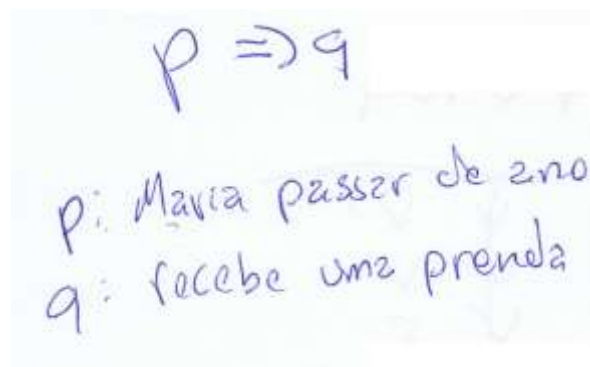 p => q
p: Maria passar de ano
q: recebe uma prenda